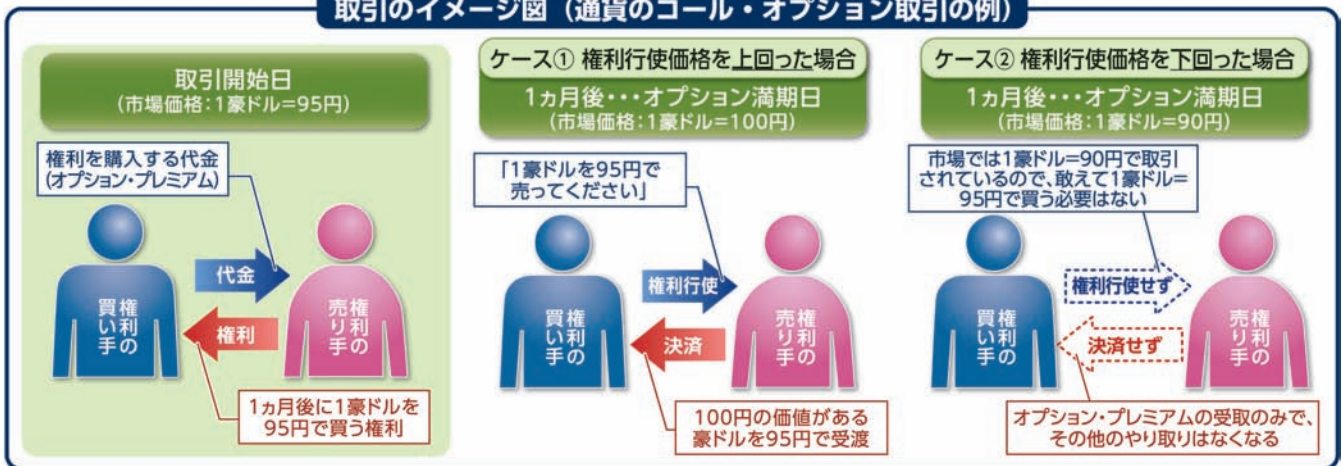 取引のイメージ図（通貨のコール・オプション取引の例）
取引開始日
（市場価格：1豪ドル＝95円）
権利を購入する代金
（オプション・プレミアム）
代金
権利
権利の
買い手
権利の
売り手
1ヵ月後に1豪ドルを
95円で買う権利
ケース① 権利行使価格を上回った場合
1ヵ月後・・・オプション満期日
（市場価格：1豪ドル＝100円）
「1豪ドルを95円で
売ってください」
権利行使
決済
権利の
買い手
権利の
売り手
100円の価値がある
豪ドルを95円で受渡
ケース② 権利行使価格を下回った場合
1ヵ月後・・・オプション満期日
（市場価格：1豪ドル＝90円）
市場では1豪ドル＝90円で取引
されているので、敢えて1豪ドル＝
95円で買う必要はない
権利行使せず
決済せず
権利の
買い手
権利の
売り手
オプション・プレミアムの受取のみで、
その他のやり取りはなくなる